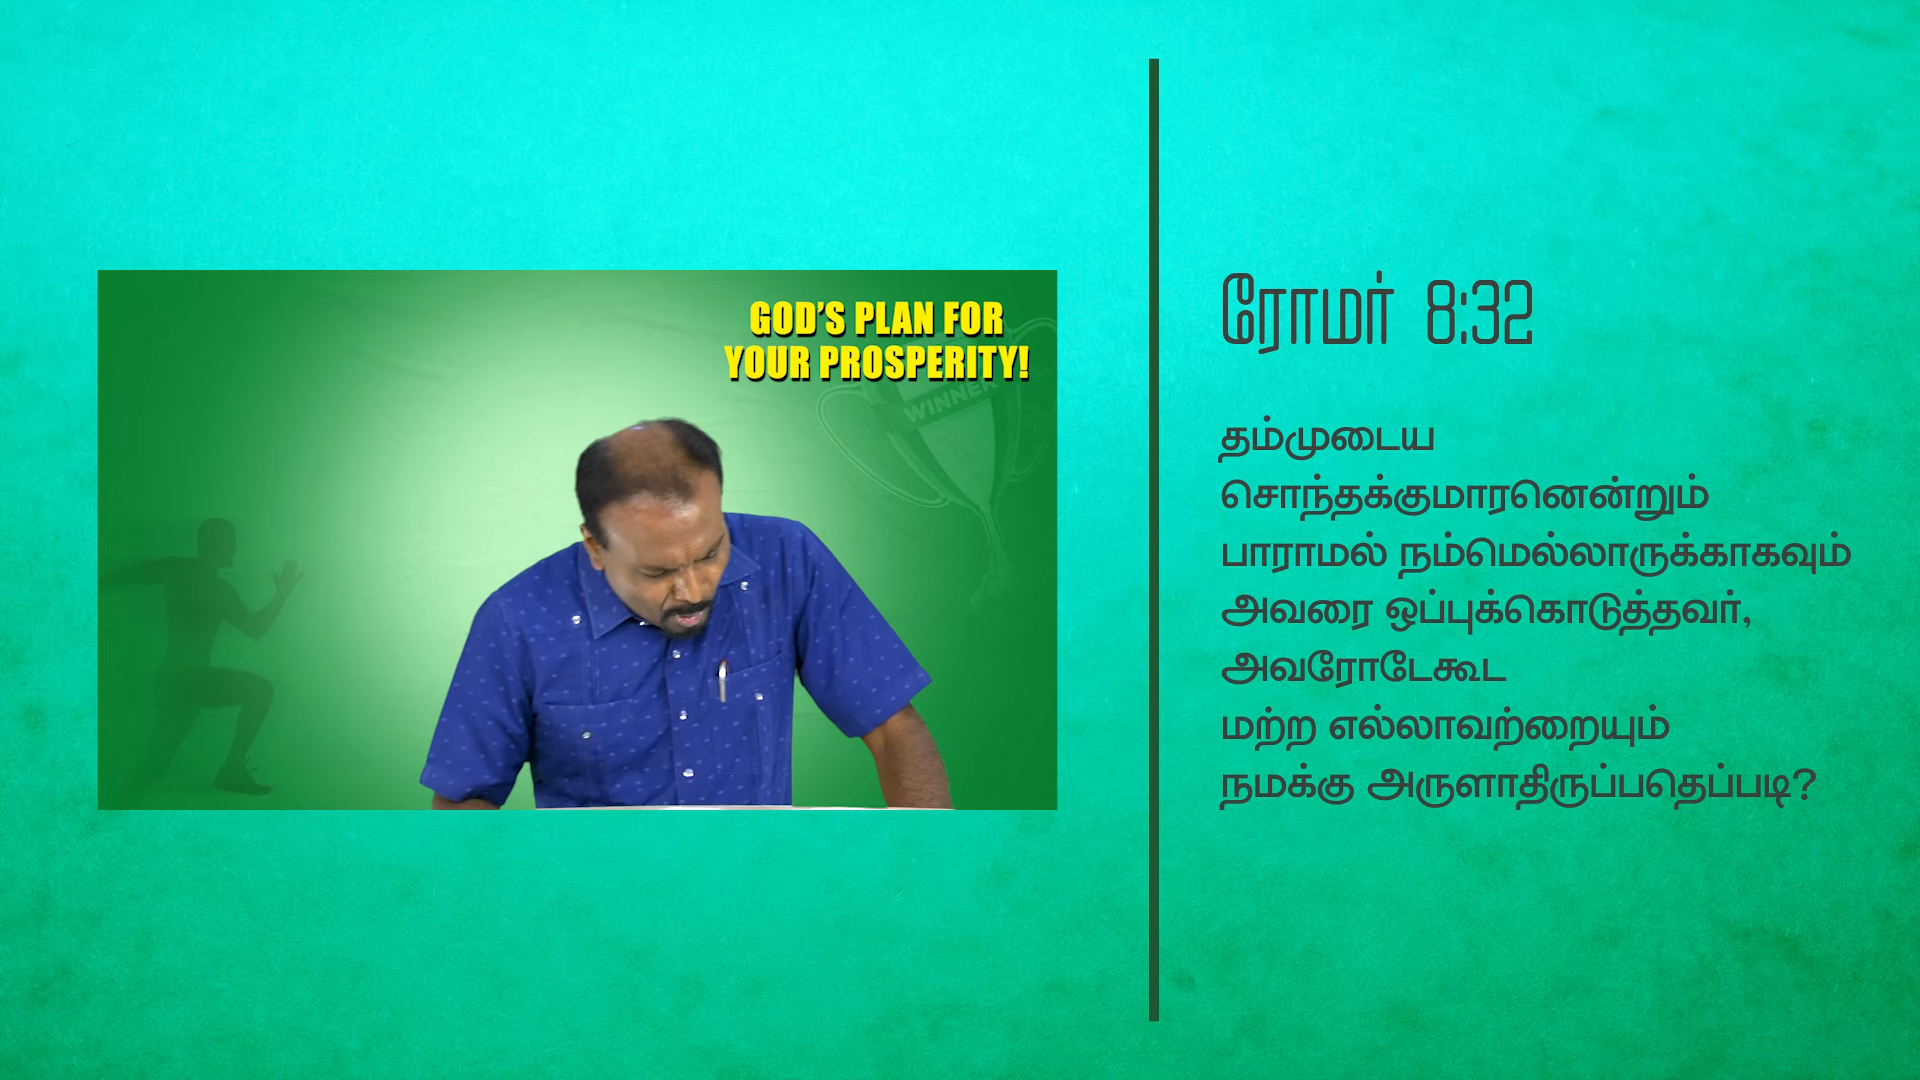 GOD'S PLAN FOR
YOUR PROSPERITY!
WINNER
ரோமர் 8:32
தம்முடைய
சொந்தக்குமாரனென்றும்
பாராமல் நம்மெல்லாருக்காகவும்
அவரை ஒப்புக்கொடுத்தவர்,
அவரோடேகூட
மற்ற எல்லாவற்றையும்
நமக்கு அருளாதிருப்பதெப்படி?